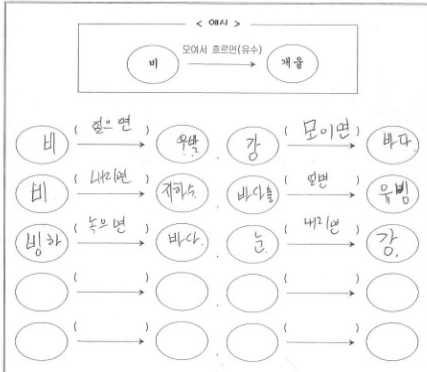 < 예시 >
모여서 흐르면(유수)
비 개울
비 ( 얼으면 ) 우박. 강 ( 모이면 ) 바다
비 ( 내리면 ) 지하수. 바다물 ( 얼면 ) 유빙
빙하 ( 녹으면 ) 바다. 눈 ( 내리면 ) 강.
( ) . ( )
( ) . ( )